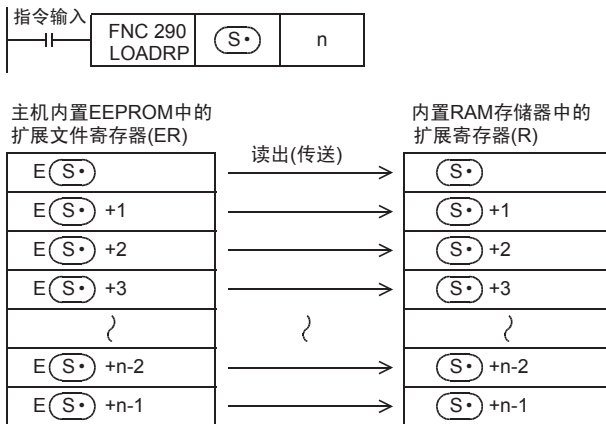 指令输入
FNC 290
LOADRP
S•
n
主机内置EEPROM中的
扩展文件寄存器(ER)
内置RAM存储器中的
扩展寄存器(R)
读出(传送)
E S•
S•
E S• +1
S• +1
E S• +2
S• +2
E S• +3
S• +3
E S• +n-2
S• +n-2
E S• +n-1
S• +n-1